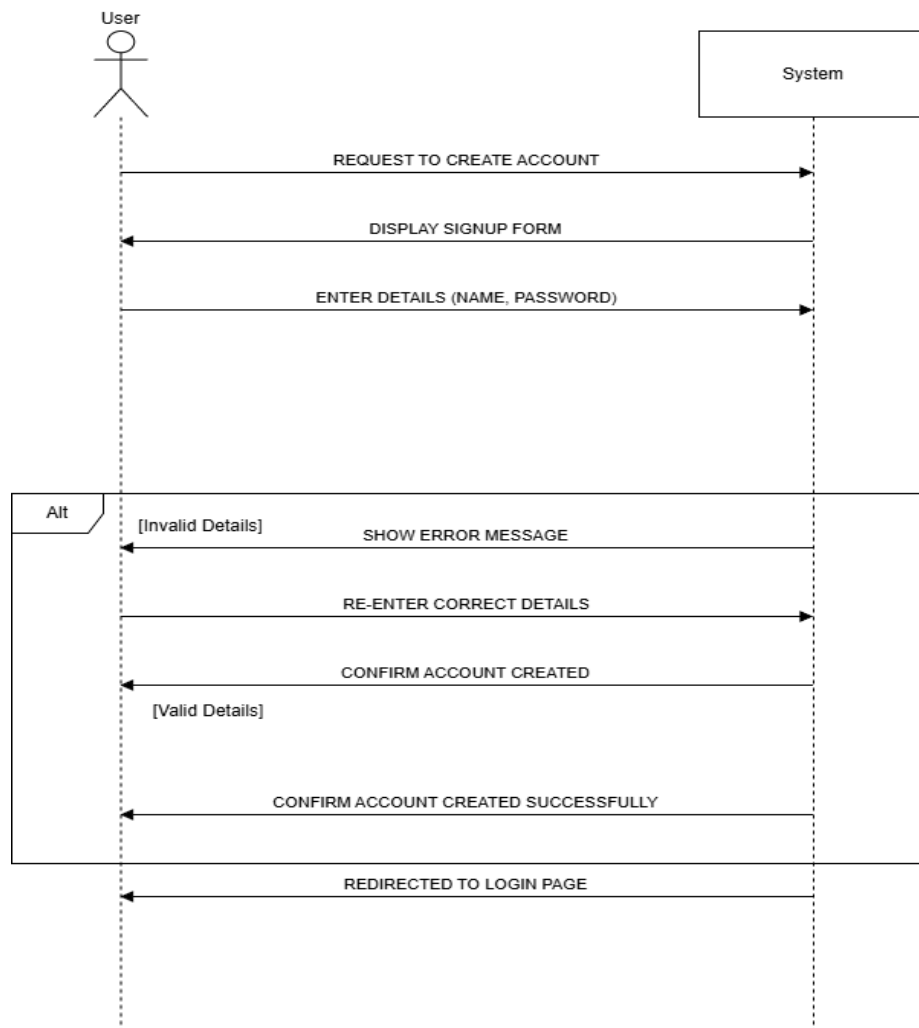 User
System
REQUEST TO CREATE ACCOUNT
DISPLAY SIGNUP FORM
ENTER DETAILS (NAME, PASSWORD)
Alt
[Invalid Details]
SHOW ERROR MESSAGE
RE-ENTER CORRECT DETAILS
CONFIRM ACCOUNT CREATED
[Valid Details]
CONFIRM ACCOUNT CREATED SUCCESSFULLY
REDIRECTED TO LOGIN PAGE